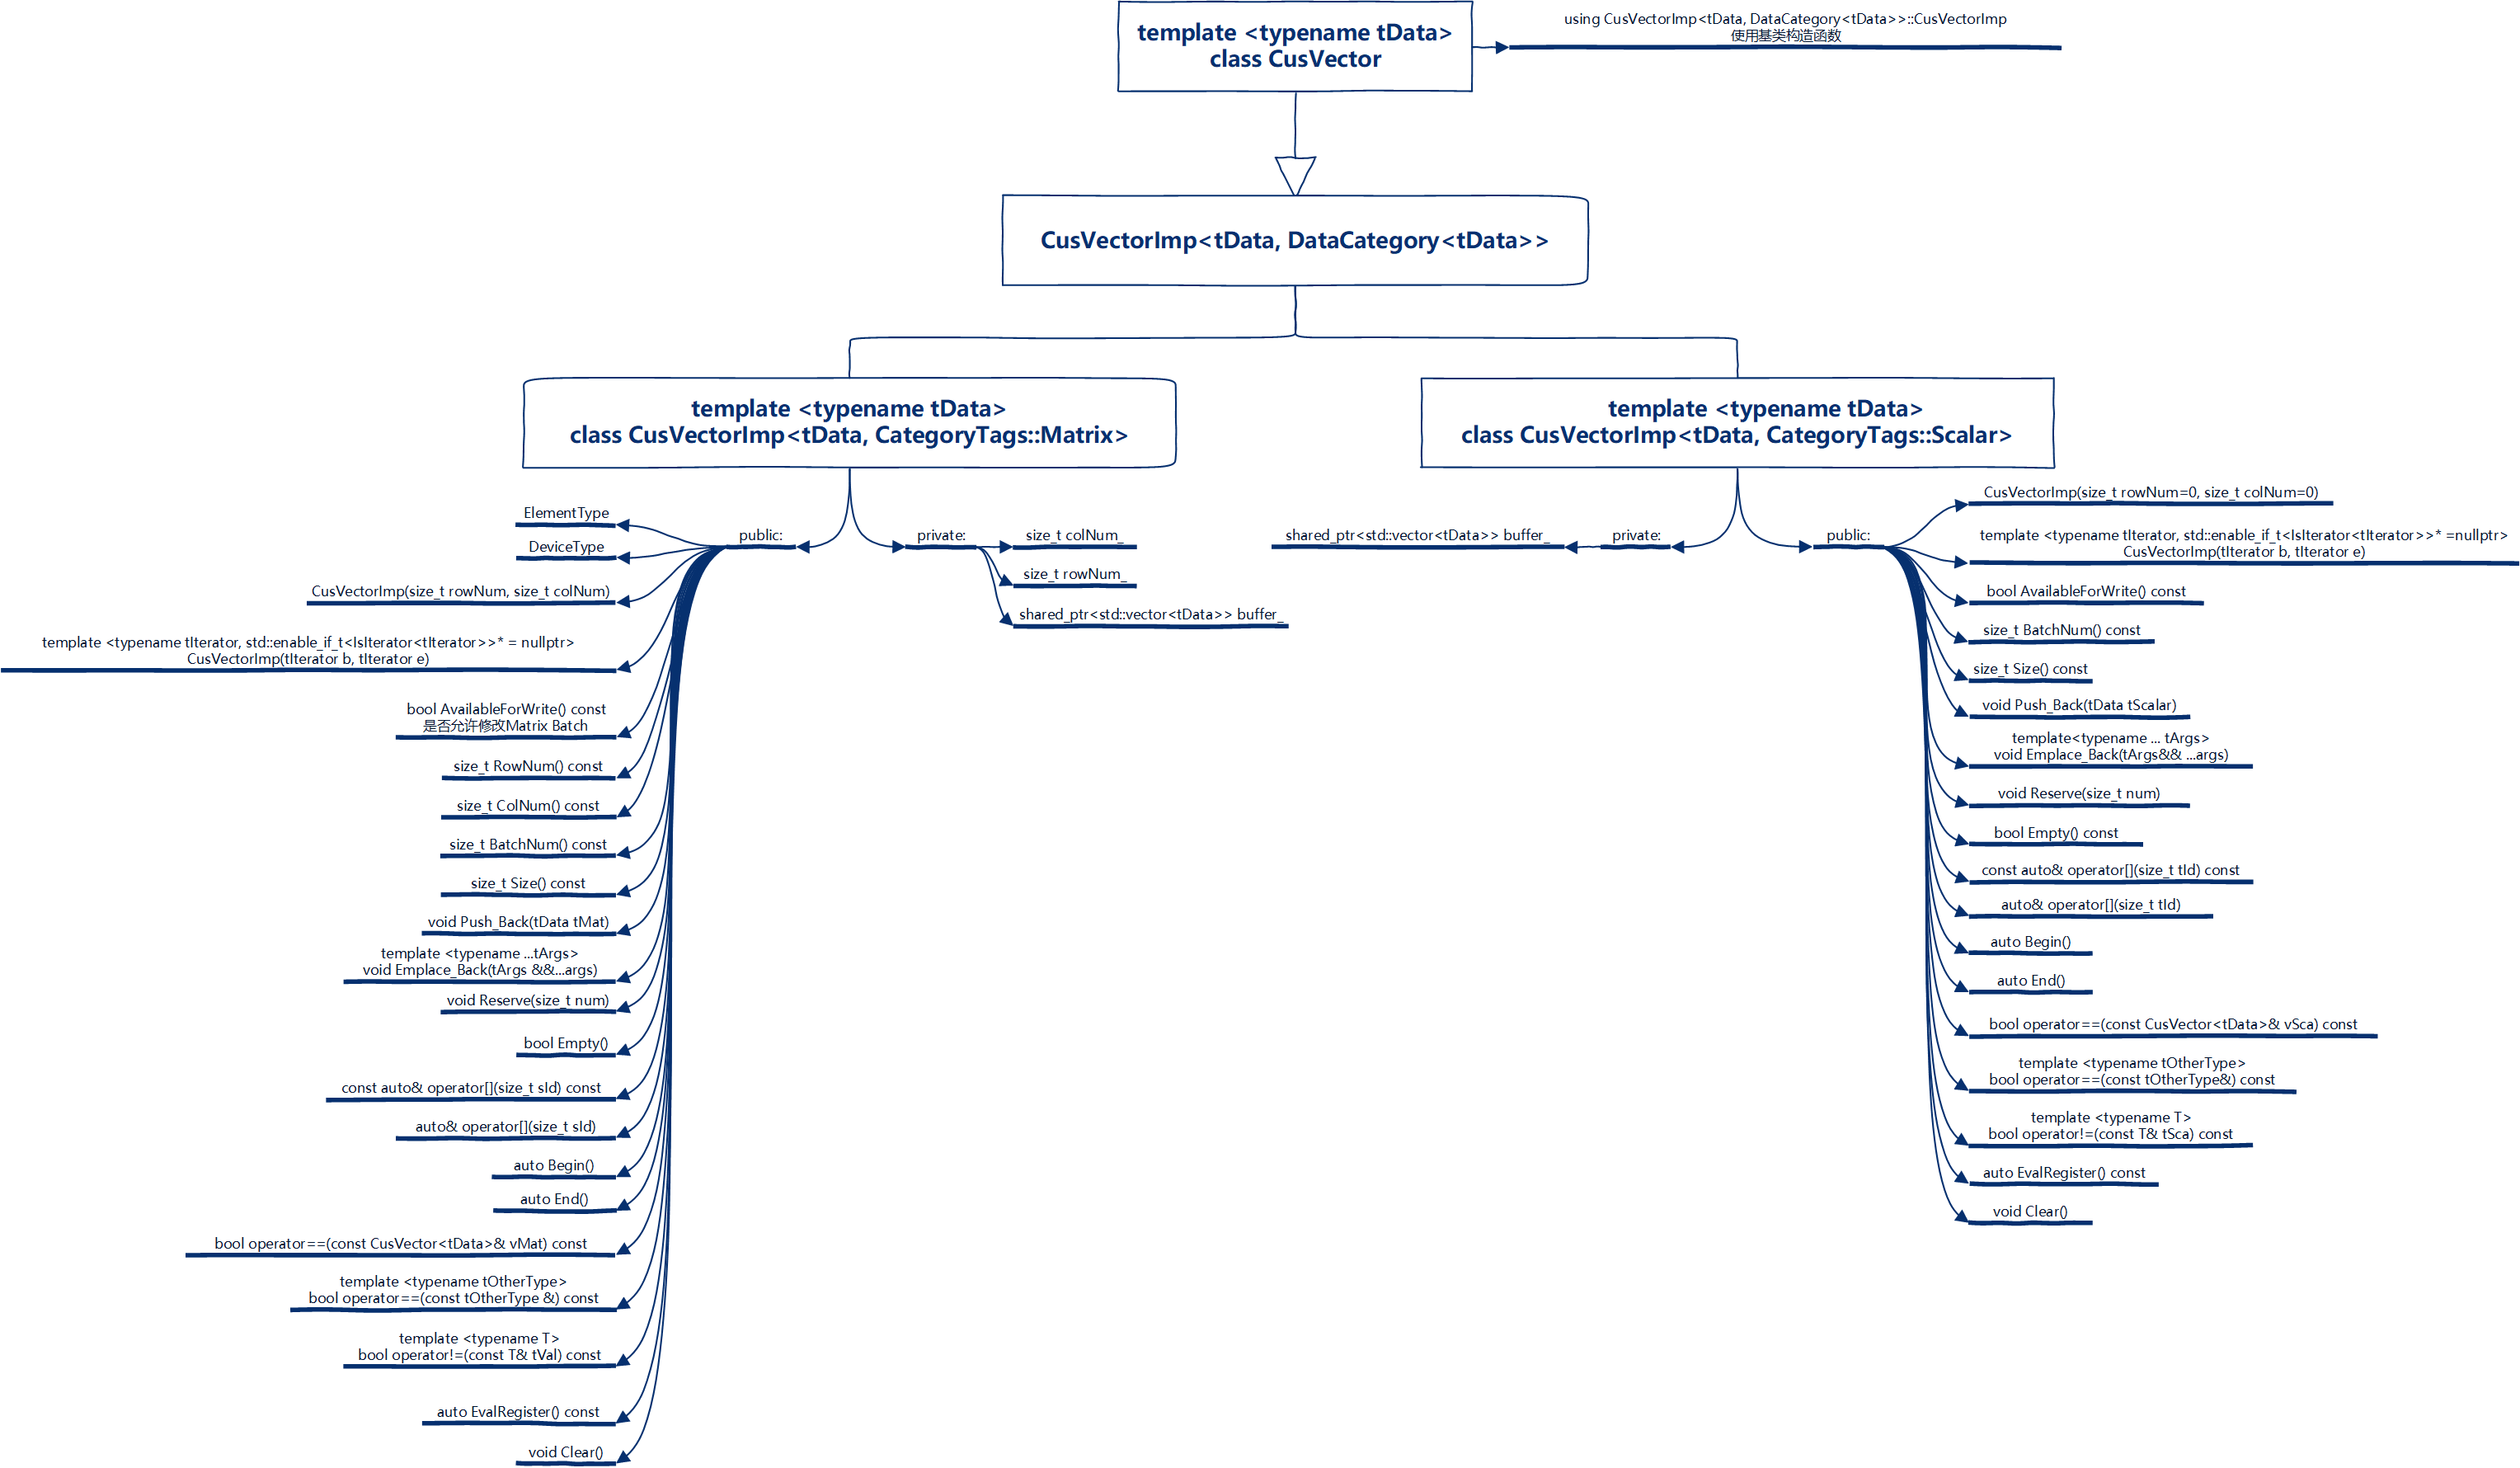 template <typename tData>
class CusVector
using CusVectorImp<tData, DataCategory<tData>>::CusVectorImp
使用基类构造函数
CusVectorImp<tData, DataCategory<tData>>
template <typename tData>
class CusVectorImp<tData, CategoryTags::Matrix>
public:
ElementType
DeviceType
CusVectorImp(size_t rowNum, size_t colNum)
template <typename tIterator, std::enable_if_t<IsIterator<tIterator>>* = nullptr>
CusVectorImp(tIterator b, tIterator e)
bool AvailableForWrite() const
是否允许修改Matrix Batch
size_t RowNum() const
size_t ColNum() const
size_t BatchNum() const
size_t Size() const
void Push_Back(tData tMat)
template <typename ...tArgs>
void Emplace_Back(tArgs &&...args)
void Reserve(size_t num)
bool Empty()
const auto& operator[](size_t sId) const
auto& operator[](size_t sId)
auto Begin()
auto End()
bool operator==(const CusVector<tData>& vMat) const
template <typename tOtherType>
bool operator==(const tOtherType &) const
template <typename T>
bool operator!=(const T& tVal) const
auto EvalRegister() const
void Clear()
private:
size_t colNum_
size_t rowNum_
shared_ptr<std::vector<tData>> buffer_
template <typename tData>
class CusVectorImp<tData, CategoryTags::Scalar>
private:
shared_ptr<std::vector<tData>> buffer_
public:
CusVectorImp(size_t rowNum=0, size_t colNum=0)
template <typename tIterator, std::enable_if_t<IsIterator<tIterator>>* =nullptr>
CusVectorImp(tIterator b, tIterator e)
bool AvailableForWrite() const
size_t BatchNum() const
size_t Size() const
void Push_Back(tData tScalar)
template<typename ... tArgs>
void Emplace_Back(tArgs&& ...args)
void Reserve(size_t num)
bool Empty() const
const auto& operator[](size_t tId) const
auto& operator[](size_t tId)
auto Begin()
auto End()
bool operator==(const CusVector<tData>& vSca) const
template <typename tOtherType>
bool operator==(const tOtherType&) const
template <typename T>
bool operator!=(const T& tSca) const
auto EvalRegister() const
void Clear()